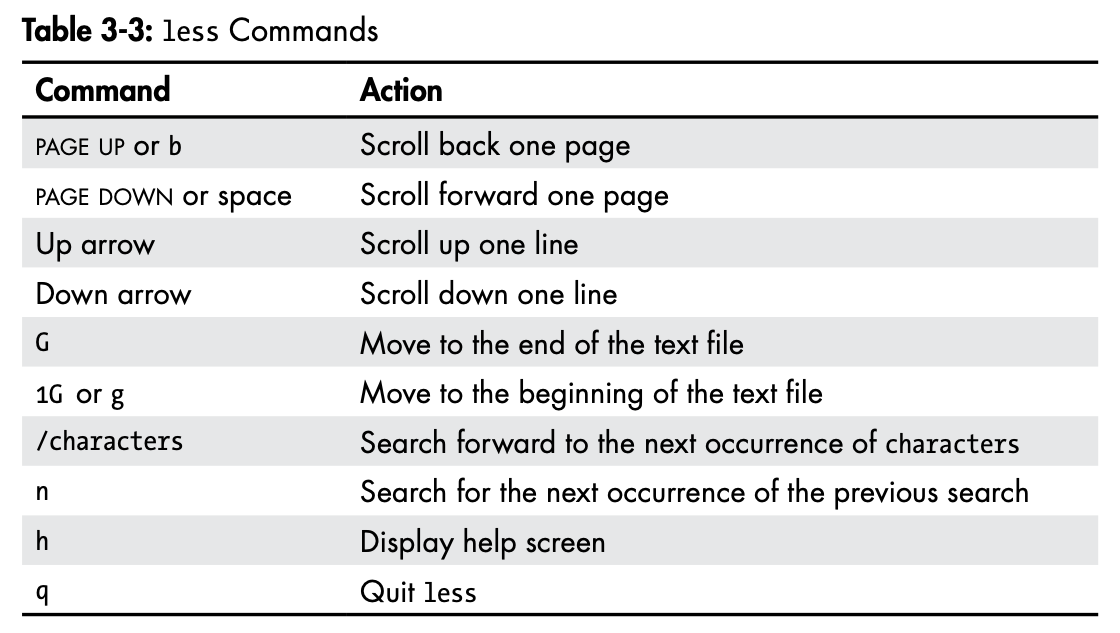 Table 3-3: less Commands
Command Action
PAGE UP or b Scroll back one page
PAGE DOWN or space Scroll forward one page
Up arrow Scroll up one line
Down arrow Scroll down one line
G Move to the end of the text file
1G or g Move to the beginning of the text file
/characters Search forward to the next occurrence of characters
n Search for the next occurrence of the previous search
h Display help screen
q Quit less